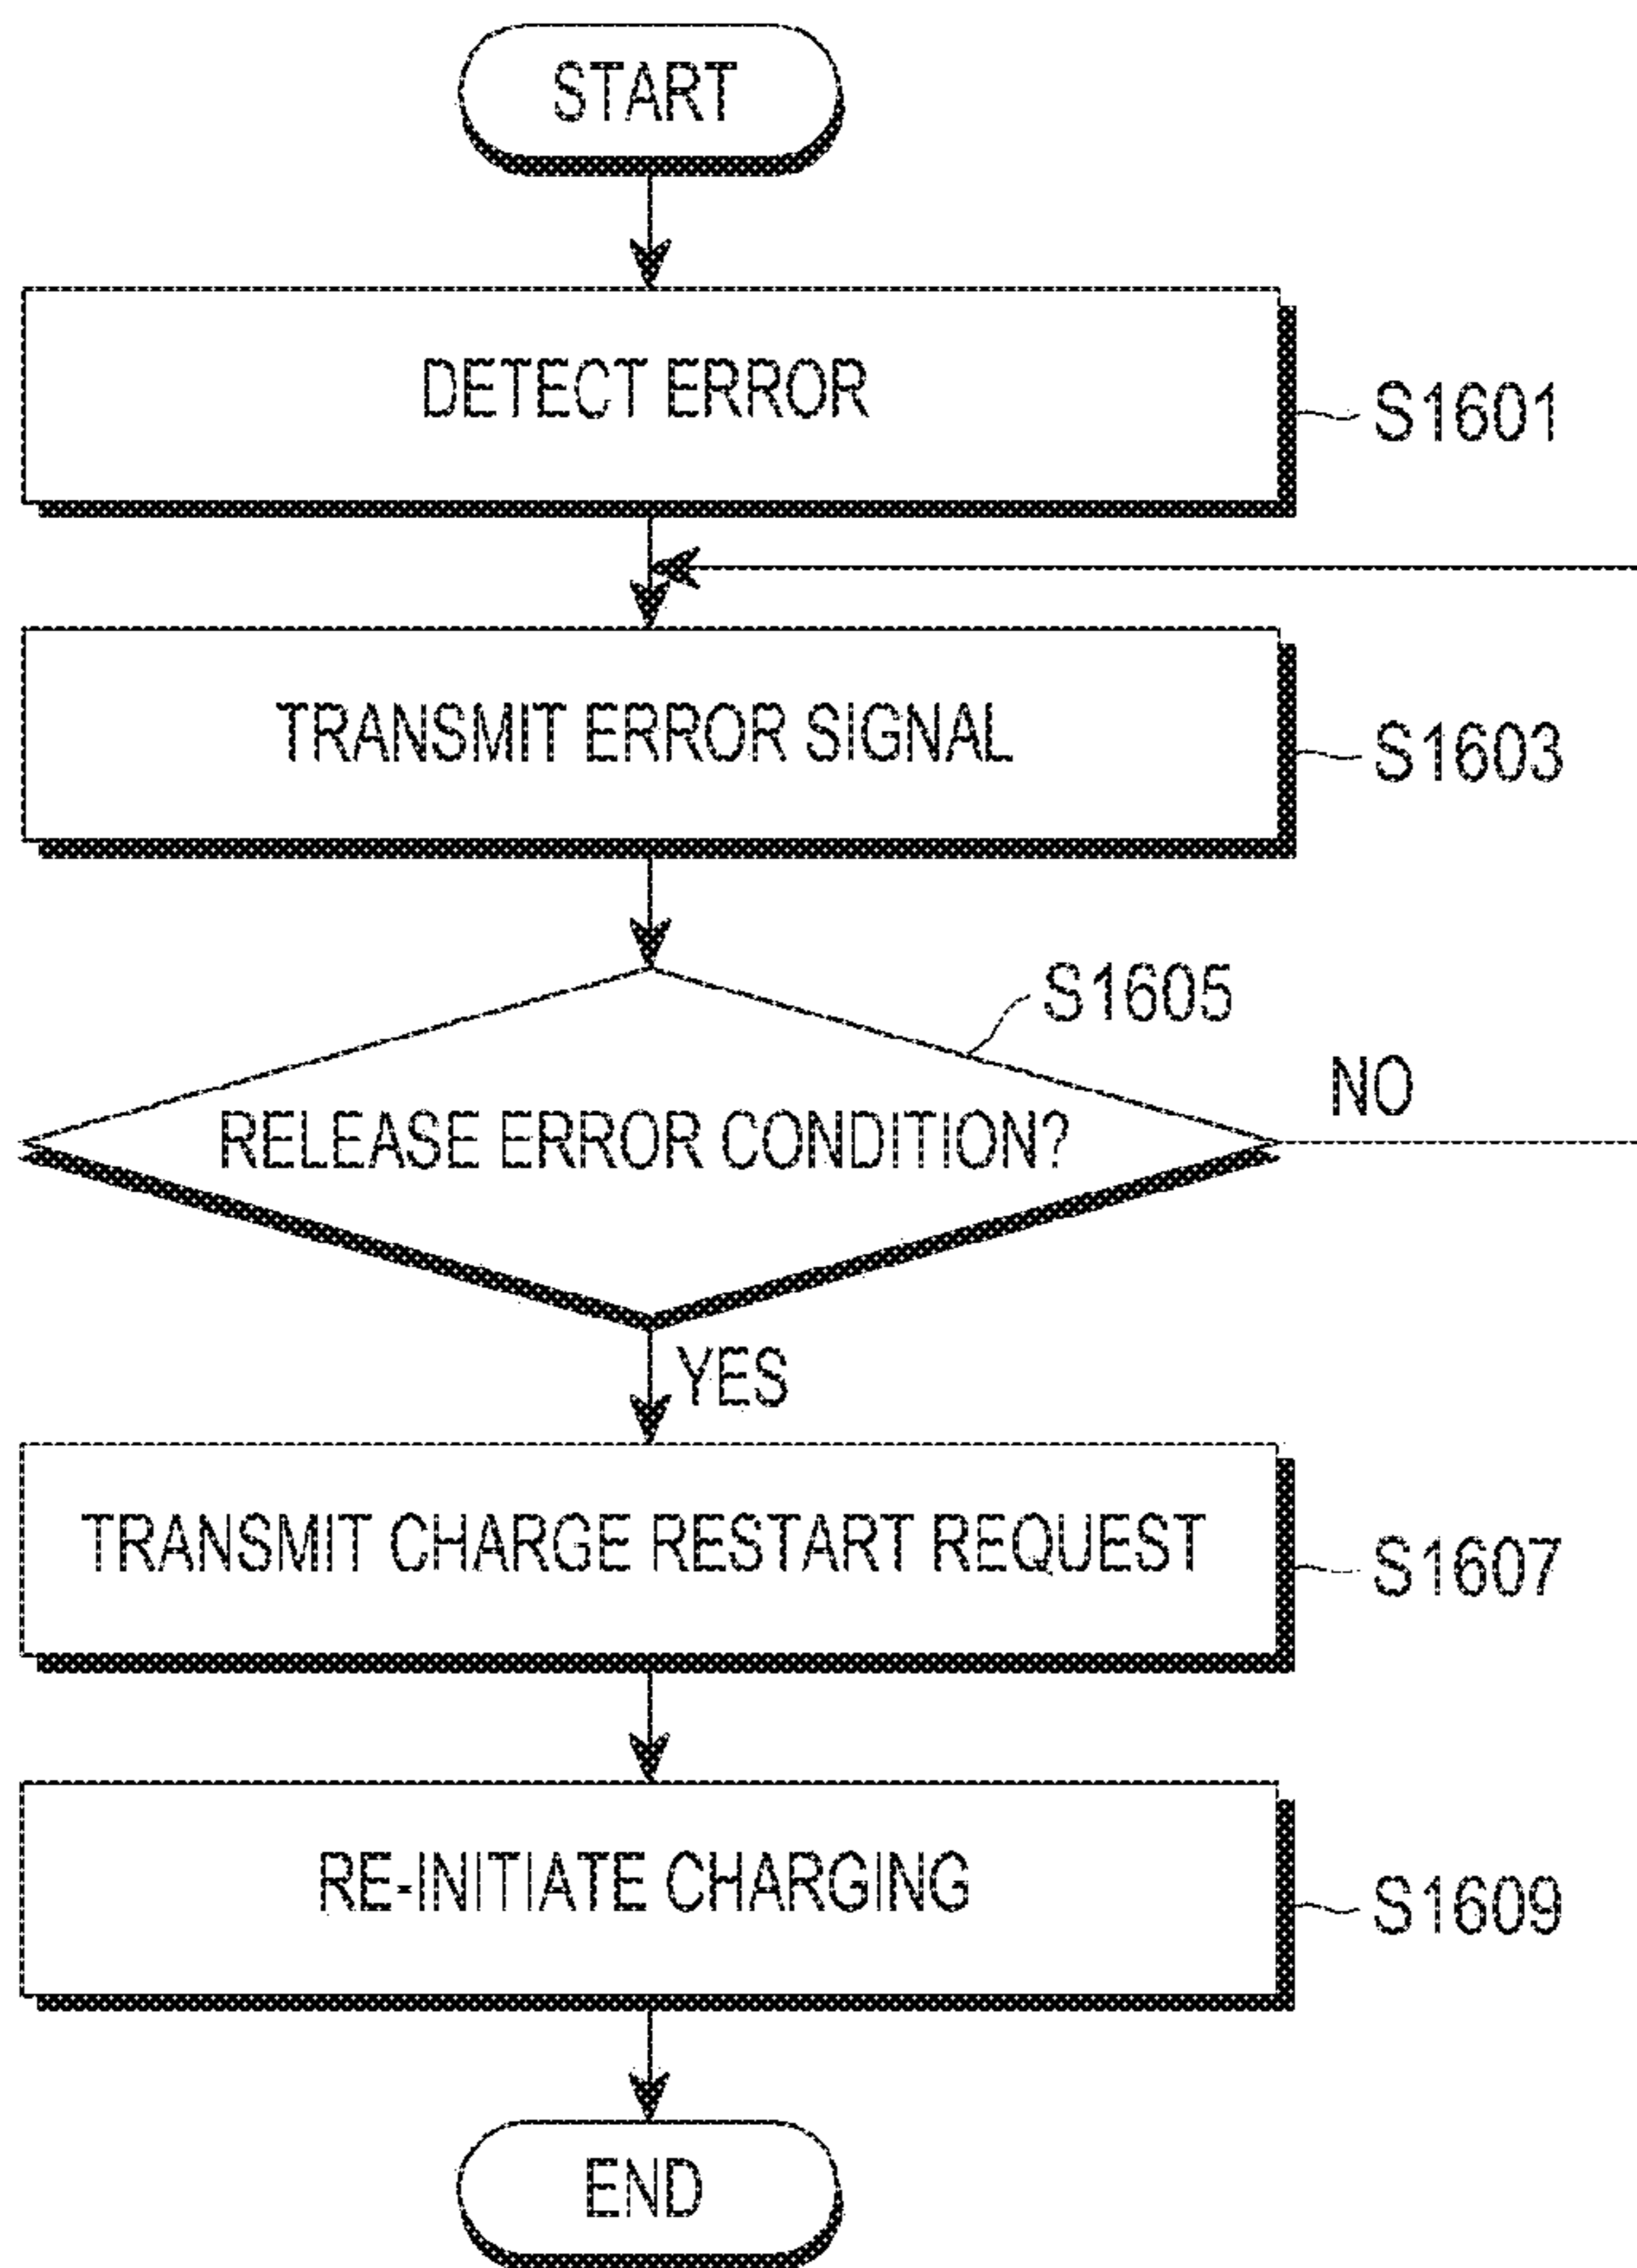 START
DETECT ERROR
S1601
TRANSMIT ERROR SIGNAL
S1603
S1605
RELEASE ERROR CONDITION?
NO
YES
TRANSMIT CHARGE RESTART REQUEST
S1607
RE-INITIATE CHARGING
S1609
END